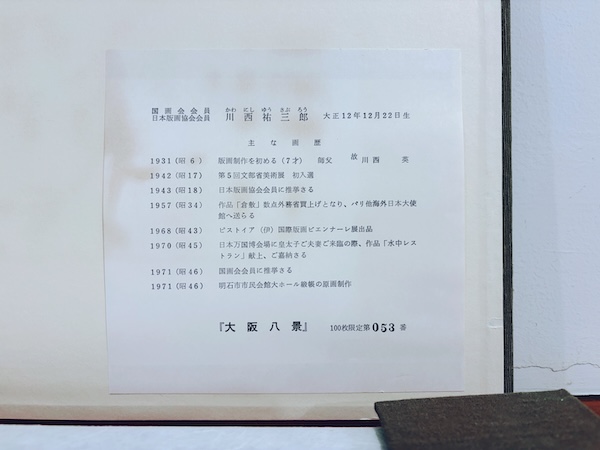 国画会会員
日本版画協会会員
かわ にし ゆう さぶ ろう
川西祐三郎 大正12年12月22日生
主な画歴
1931(昭 6) 版画制作を初める(7才) 師父 故川西 英
1942(昭17) 第5回文部省美術展 初入選
1943(昭18) 日本版画協会会員に推挙さる
1957(昭34) 作品「倉敷」数点外務省買上げとなり、パリ他海外日本大使
館へ送らる
1968(昭43) ピストイア(伊)国際版画ビエンナーレ展出品
1970(昭45) 日本万国博会場に皇太子ご夫妻ご来臨の際、作品「水中レス
トラン」献上、ご嘉納さる
1971(昭46) 国画会会員に推挙さる
1971(昭46) 明石市市民会館大ホール緞帳の原画制作
『大阪八景』 100枚限定第053番